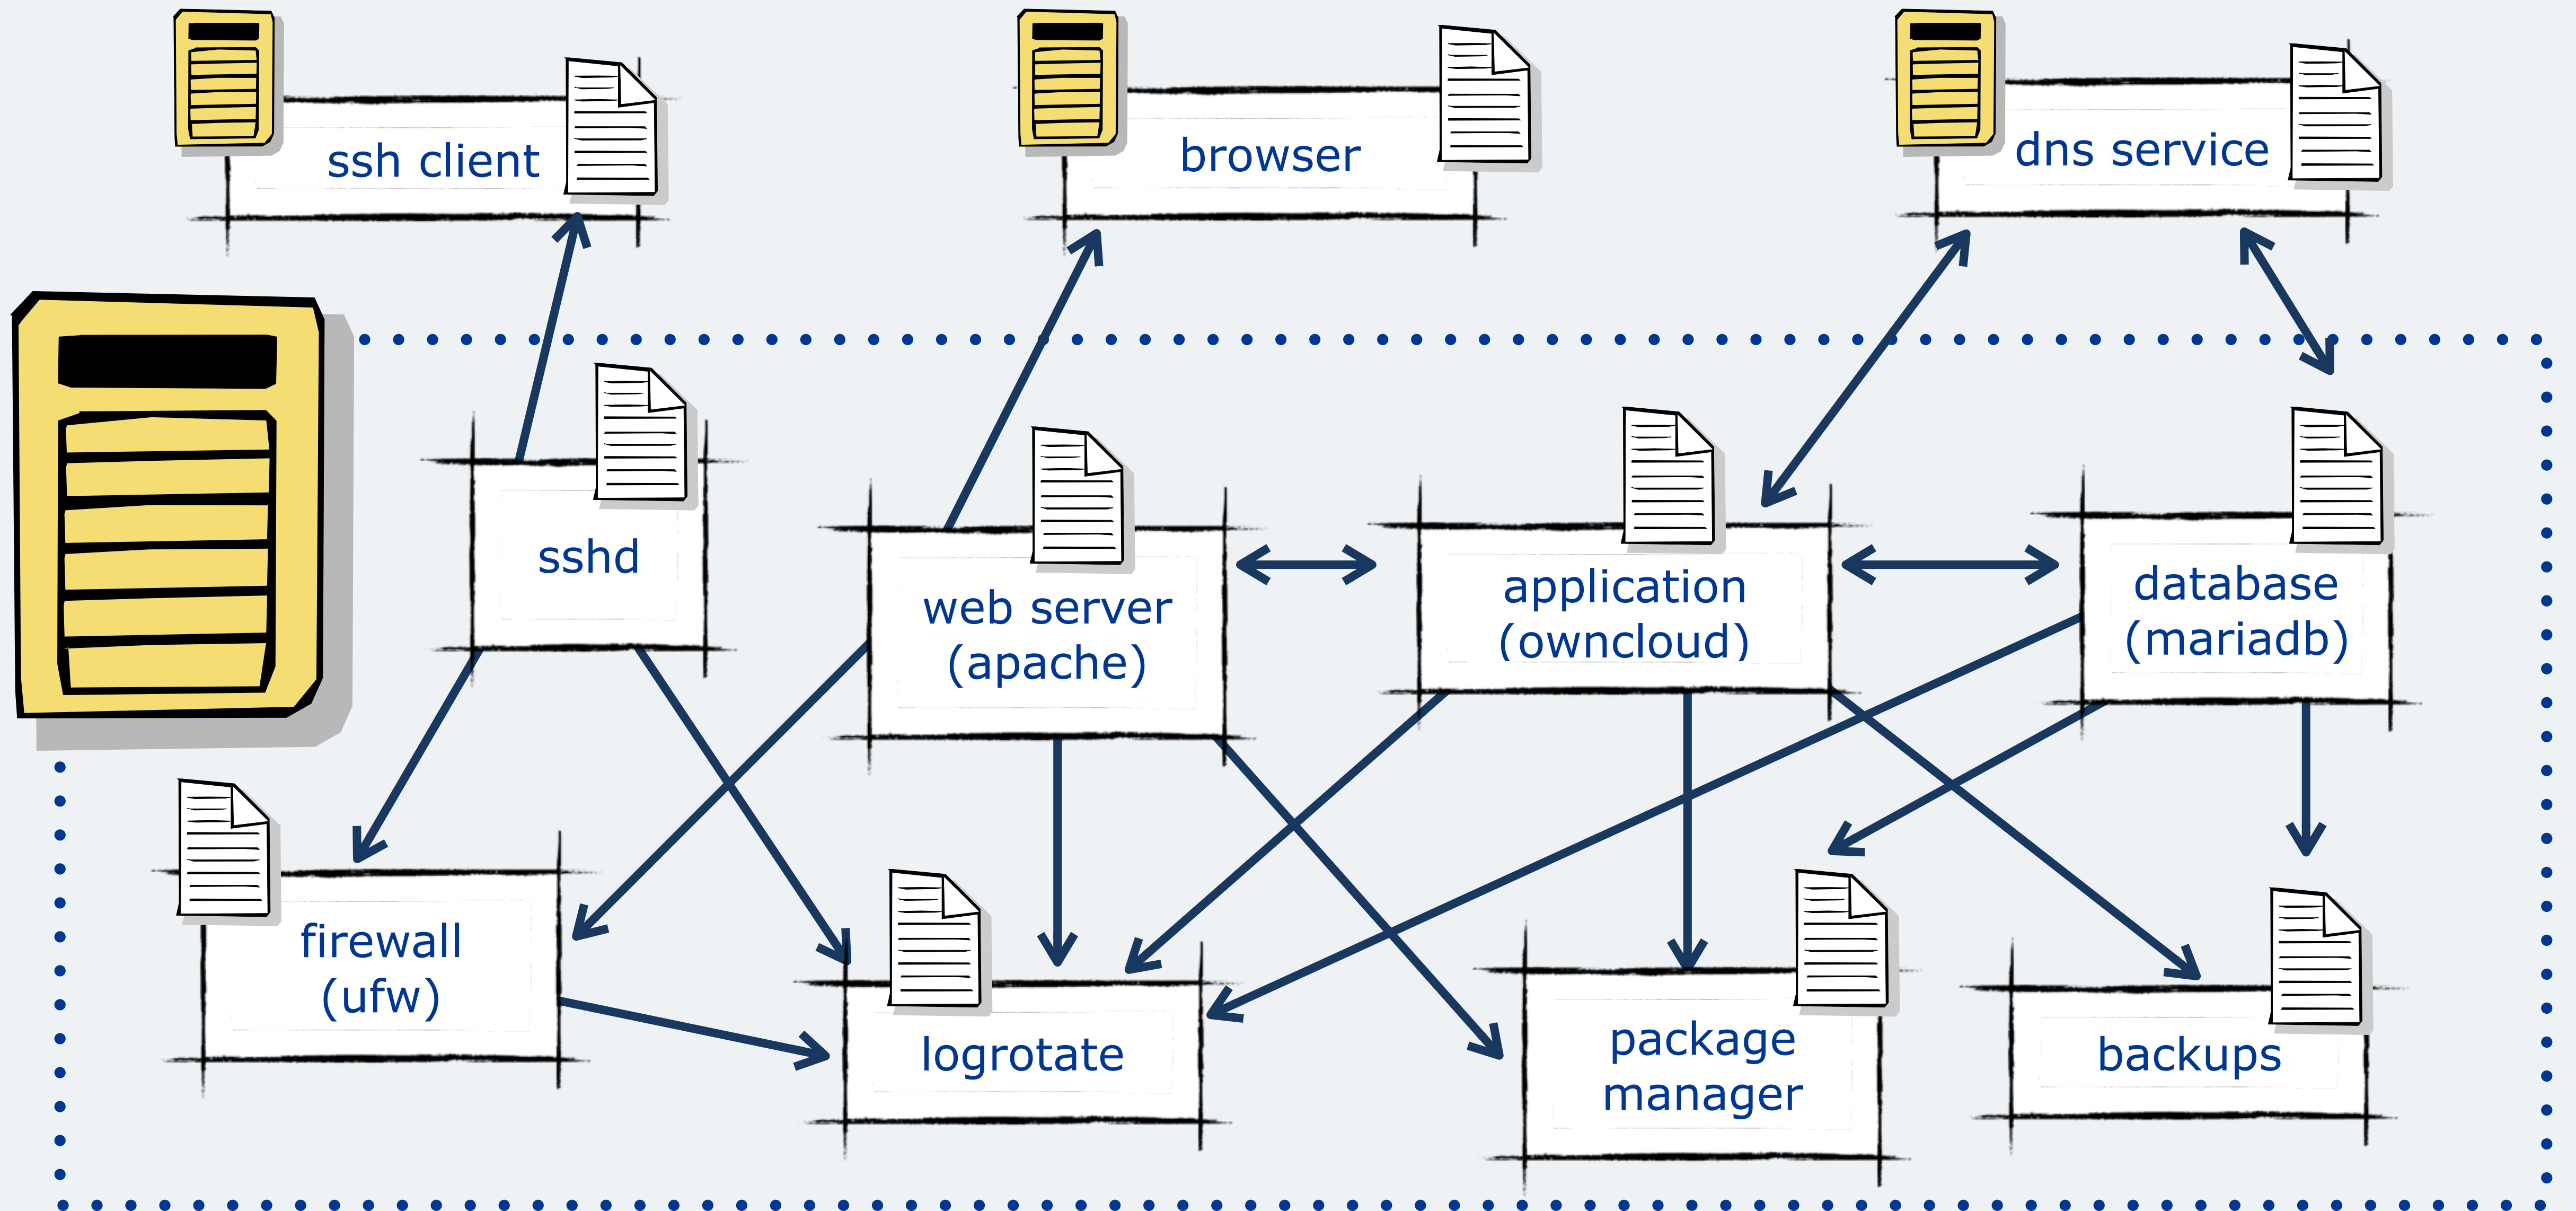 ssh client
browser
dns service
sshd
web server
(apache)
application
(owncloud)
database
(mariadb)
firewall
(ufw)
logrotate
package
manager
backups